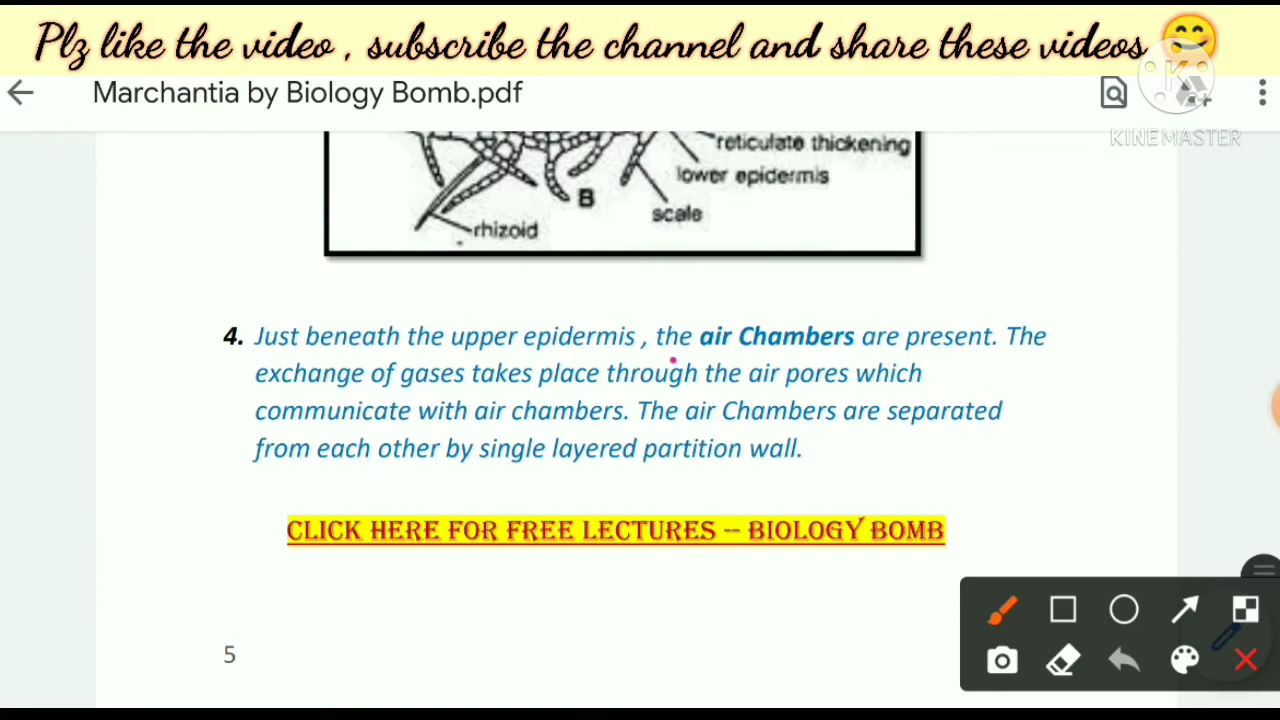 Plz like the video , subscribe the channel and share these videos 😊
Marchantia by Biology Bomb.pdf
KINEMASTER
reticulate thickening
lower epidermis
B
scale
rhizoid
4. Just beneath the upper epidermis , the air Chambers are present. The
exchange of gases takes place through the air pores which
communicate with air chambers. The air Chambers are separated
from each other by single layered partition wall.
CLICK HERE FOR FREE LECTURES -- BIOLOGY BOMB
5